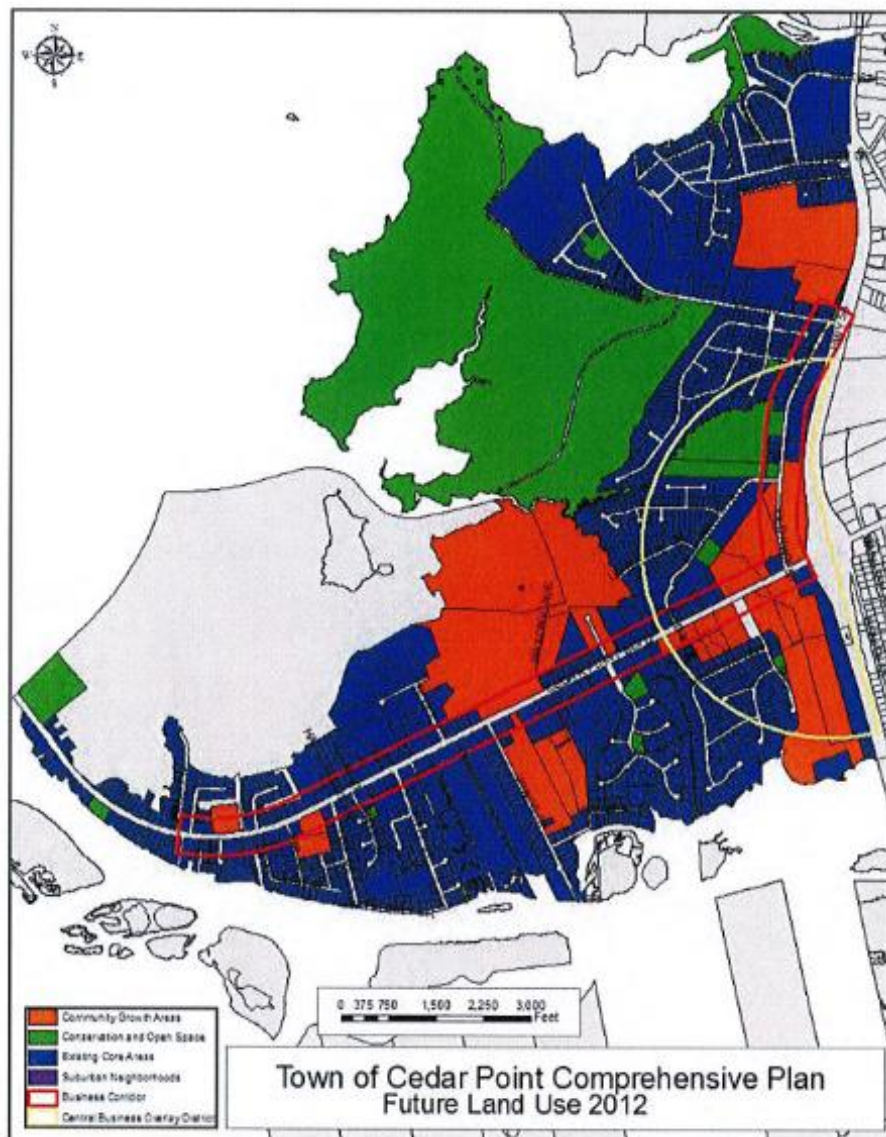 N
W
E
S
HWY 24
0 375 750 1,500 2,250 3,000
Feet
Community Growth Areas
Conservation and Open Space
Existing Core Areas
Suburban Neighborhoods
Business Corridor
Central Business Overlay District
Town of Cedar Point Comprehensive Plan
Future Land Use 2012